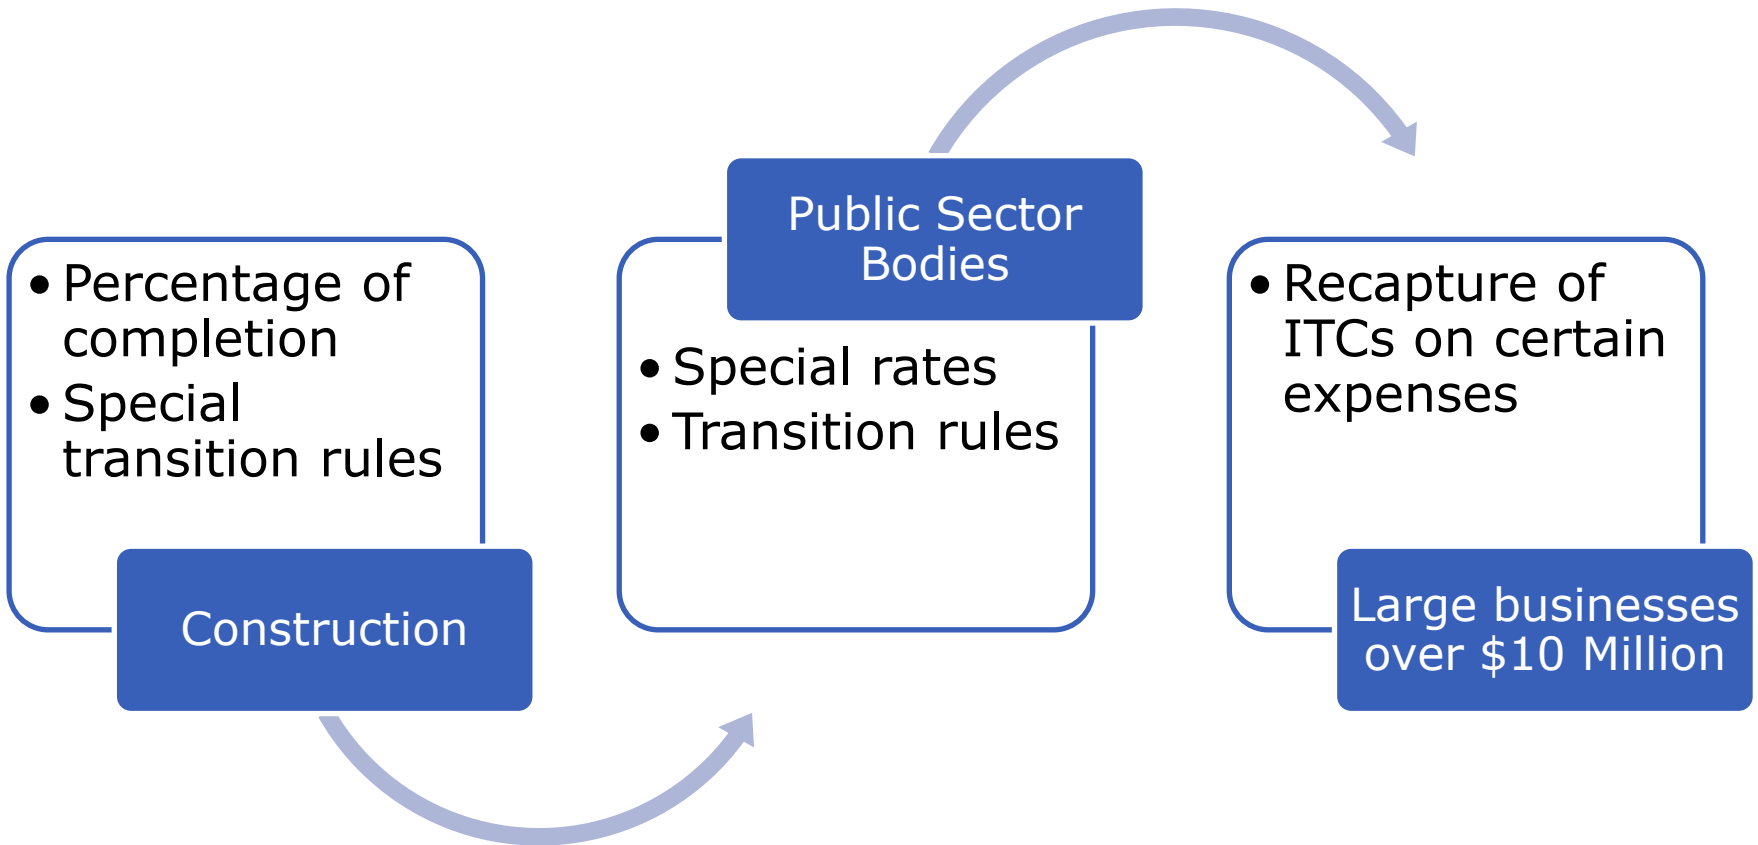 • Percentage of
completion
• Special
transition rules
Construction
Public Sector
Bodies
• Special rates
• Transition rules
• Recapture of
ITCs on certain
expenses
Large businesses
over $10 Million